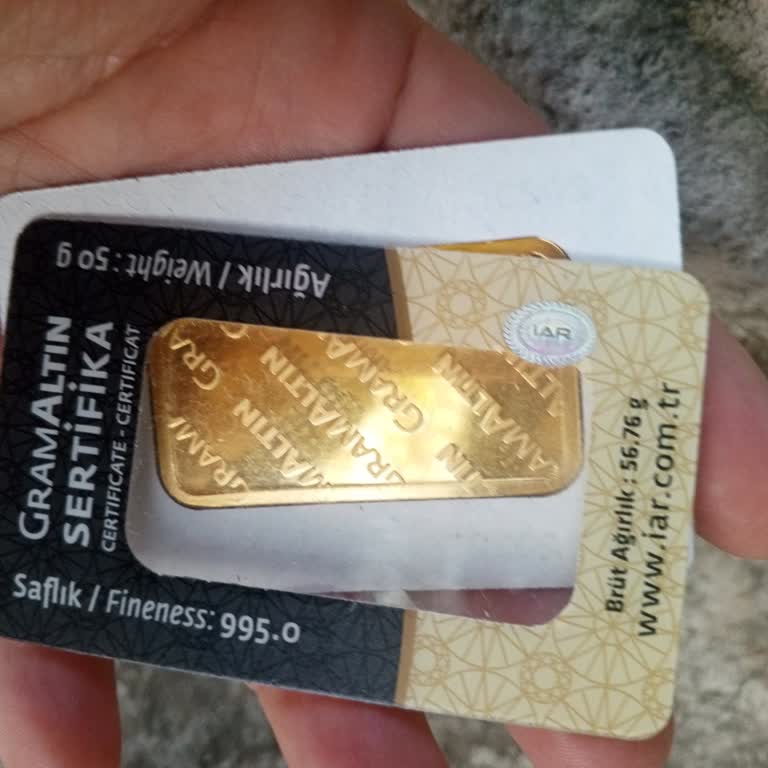 Ağırlık / Weight : 50 g
GRAMALTIN
SERTİFİKA
CERTIFICATE - CERTIFICAT
Saflık / Fineness: 995.0
GRAMALTIN GRAMALTIN
GRAMALTIN GRAMALTIN
IAR
Brüt Ağırlık : 56,76 g
www.iar.com.tr